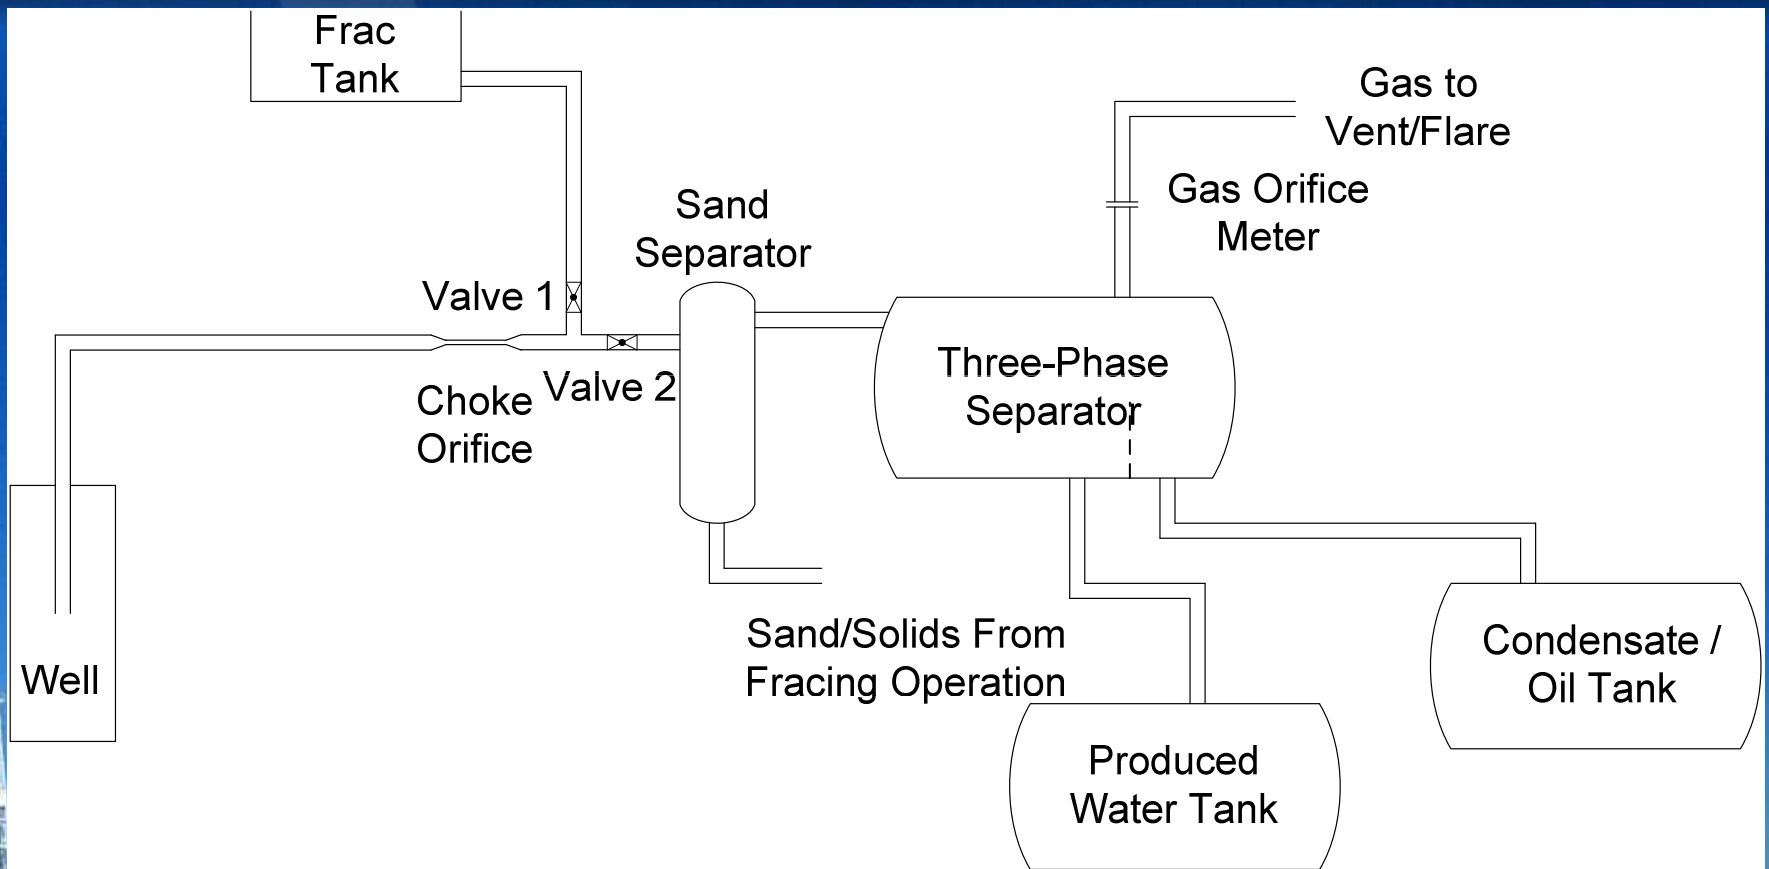 Frac
Tank
Gas to
Vent/Flare
Gas Orifice
Meter
Sand
Separator
Valve 1
Valve 2
Choke
Orifice
Three-Phase
Separator
Well
Sand/Solids From
Fracing Operation
Condensate /
Oil Tank
Produced
Water Tank